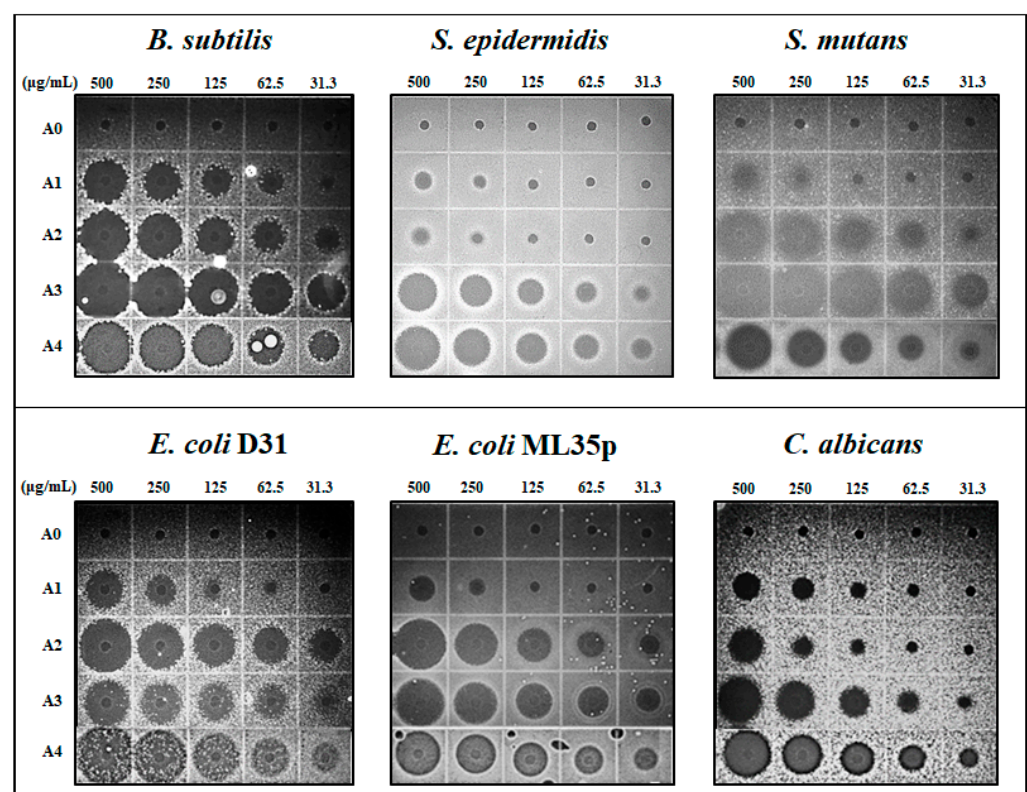 B. subtilis S. epidermidis S. mutans
(µg/mL) 500 250 125 62.5 31.3 500 250 125 62.5 31.3 500 250 125 62.5 31.3
A0
A1
A2
A3
A4
E. coli D31 E. coli ML35p C. albicans
(µg/mL) 500 250 125 62.5 31.3 500 250 125 62.5 31.3 500 250 125 62.5 31.3
A0
A1
A2
A3
A4